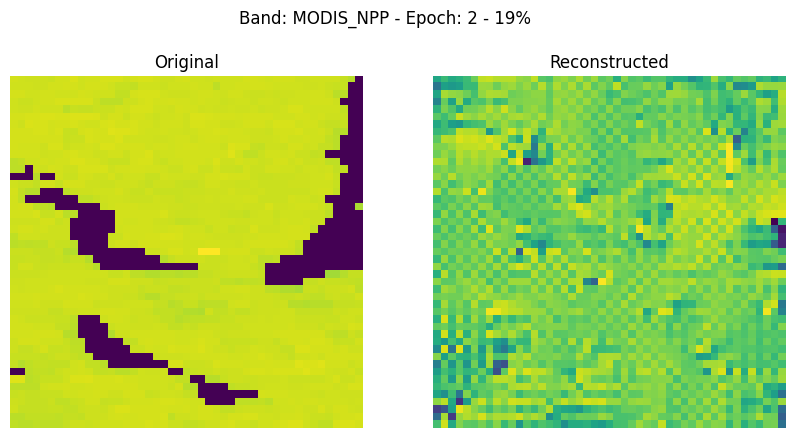 Band: MODIS_NPP - Epoch: 2 - 19%
Original
Reconstructed